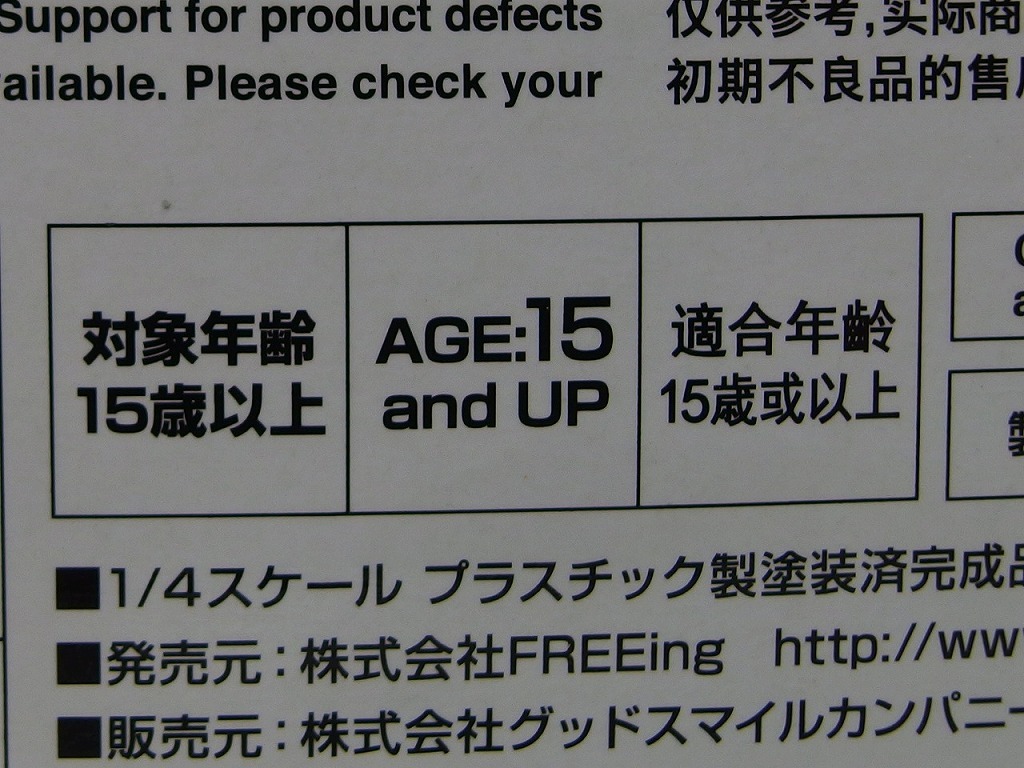 Support for product defects
vailable. Please check your
仅供参考,实际商
初期不良品的售
対象年齢
15歳以上
AGE:15
and UP
適合年齡
15歳或以上
■1/4スケール プラスチック製塗装済完成品
■発売元:株式会社FREEing http://ww
■販売元:株式会社グッドスマイルカンパニー
製